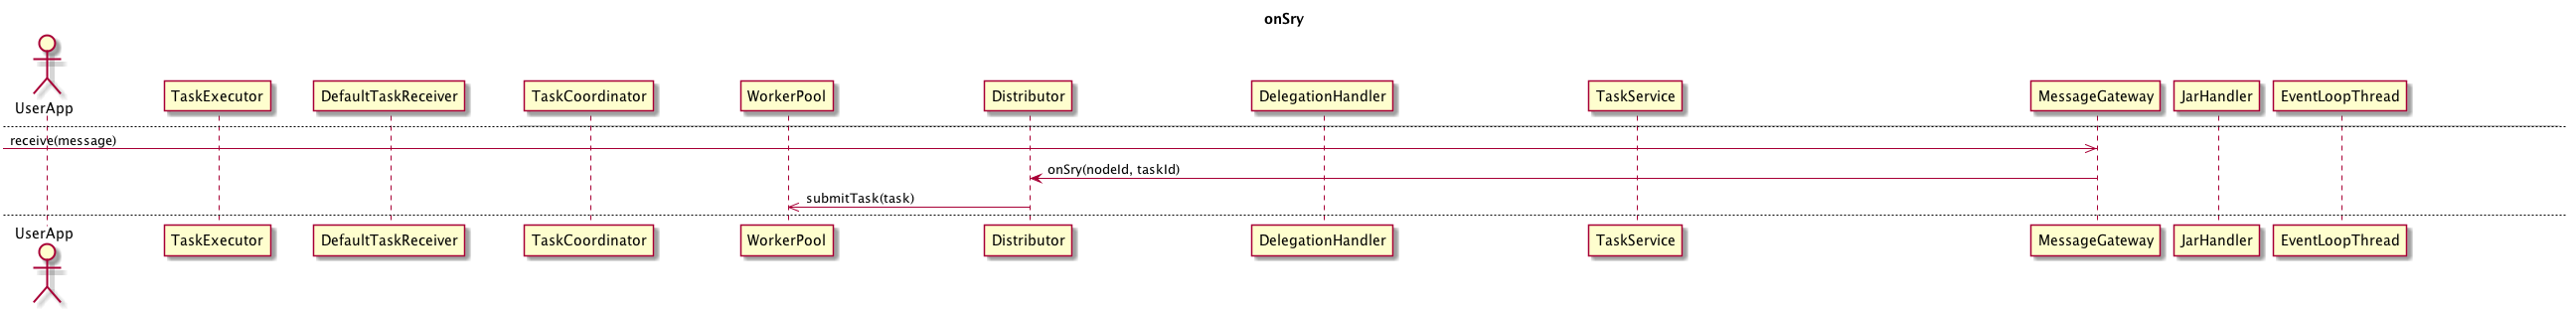 onSry
UserApp
TaskExecutor
DefaultTaskReceiver
TaskCoordinator
WorkerPool
Distributor
DelegationHandler
TaskService
MessageGateway
JarHandler
EventLoopThread
receive(message)
onSry(nodeId, taskId)
submitTask(task)
UserApp
TaskExecutor
DefaultTaskReceiver
TaskCoordinator
WorkerPool
Distributor
DelegationHandler
TaskService
MessageGateway
JarHandler
EventLoopThread